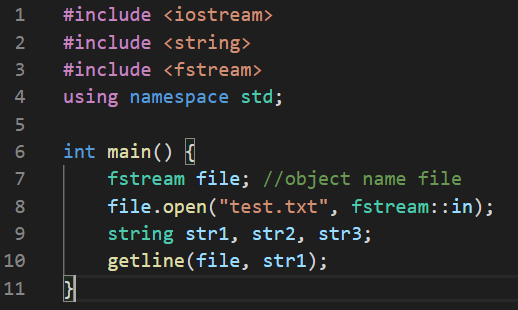 1 #include <iostream>
2 #include <string>
3 #include <fstream>
4 using namespace std;
5
6 int main() {
7     fstream file; //object name file
8     file.open("test.txt", fstream::in);
9     string str1, str2, str3;
10     getline(file, str1);
11 }